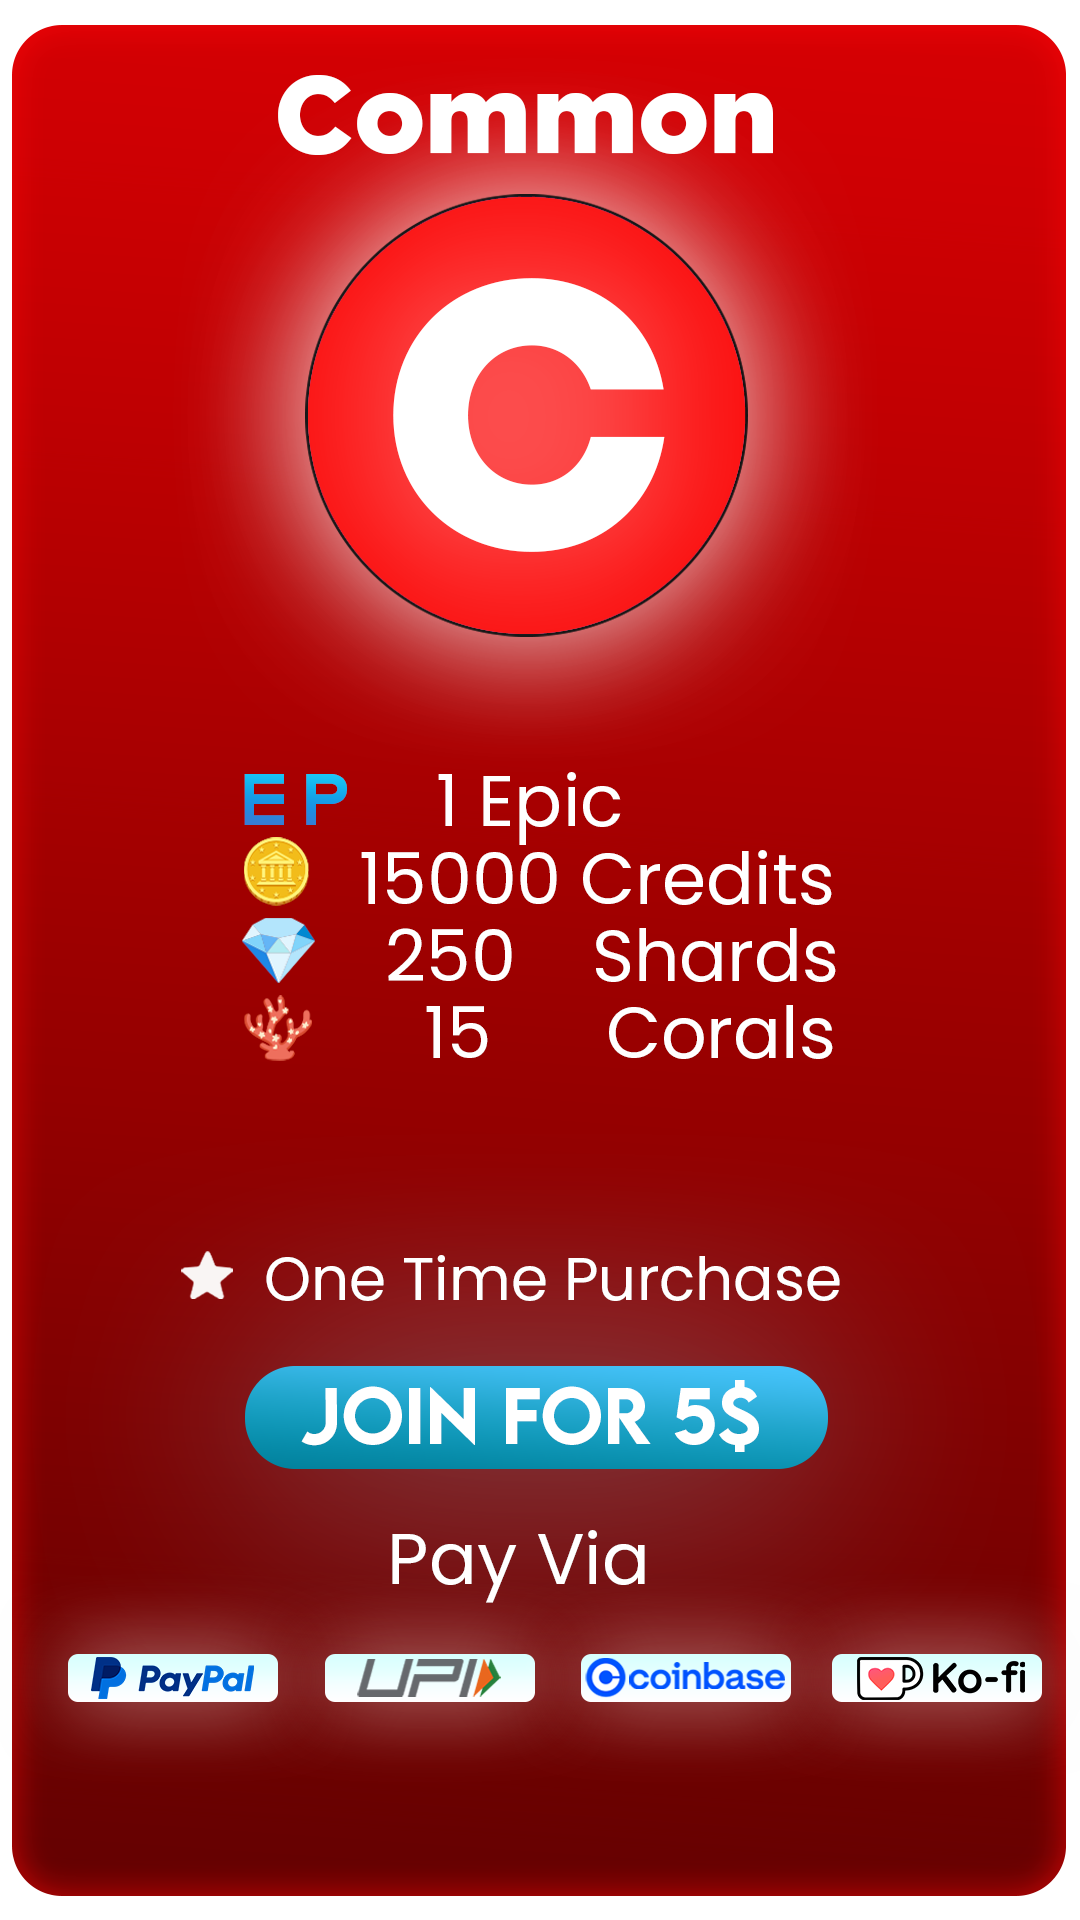 Common
C
EP 1 Epic
15000 Credits
250 Shards
15 Corals
One Time Purchase
JOIN FOR 5$
Pay Via
PayPal UPI coinbase Ko-fi